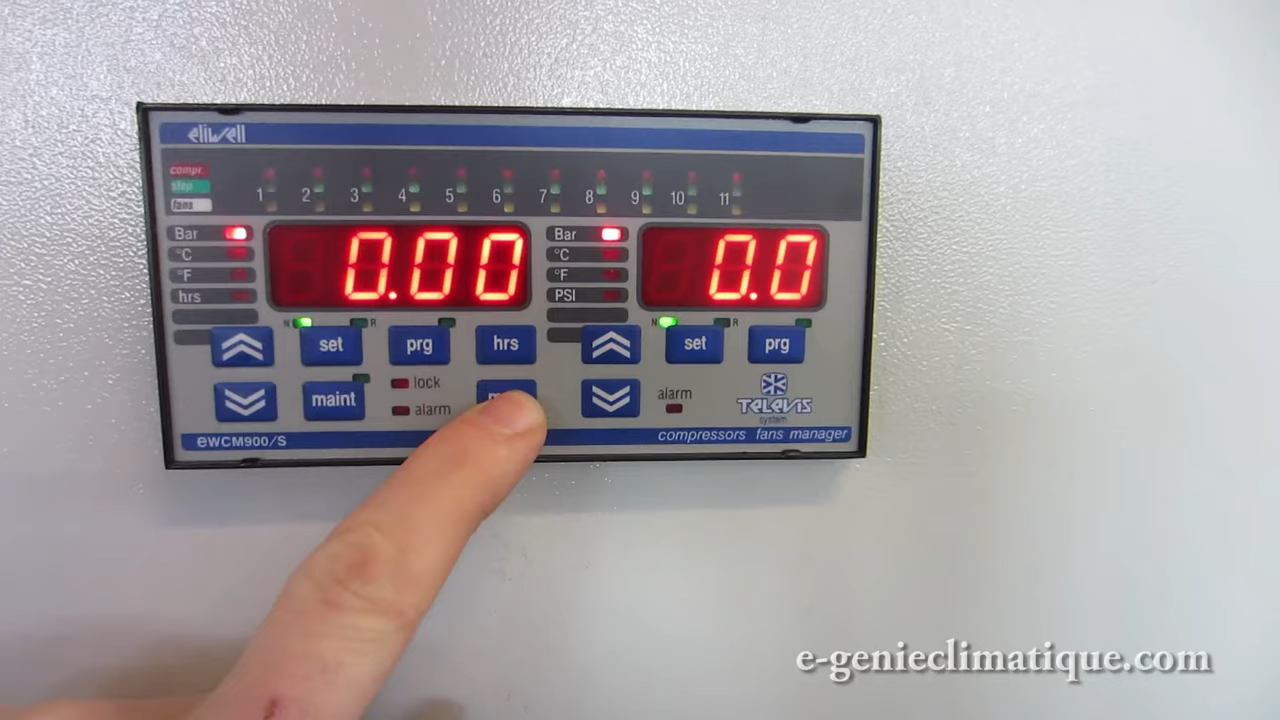 eliwell
compr.
step
fans
1 2 3 4 5 6 7 8 9 10 11
Bar
°C
°F
hrs
0.00
Bar
°C
°F
PSI
0.0
N R N R
set prg hrs set prg
maint
lock
alarm
alarm
TELEVIS
system
EWCM900/S
compressors fans manager
e-genieclimatique.com